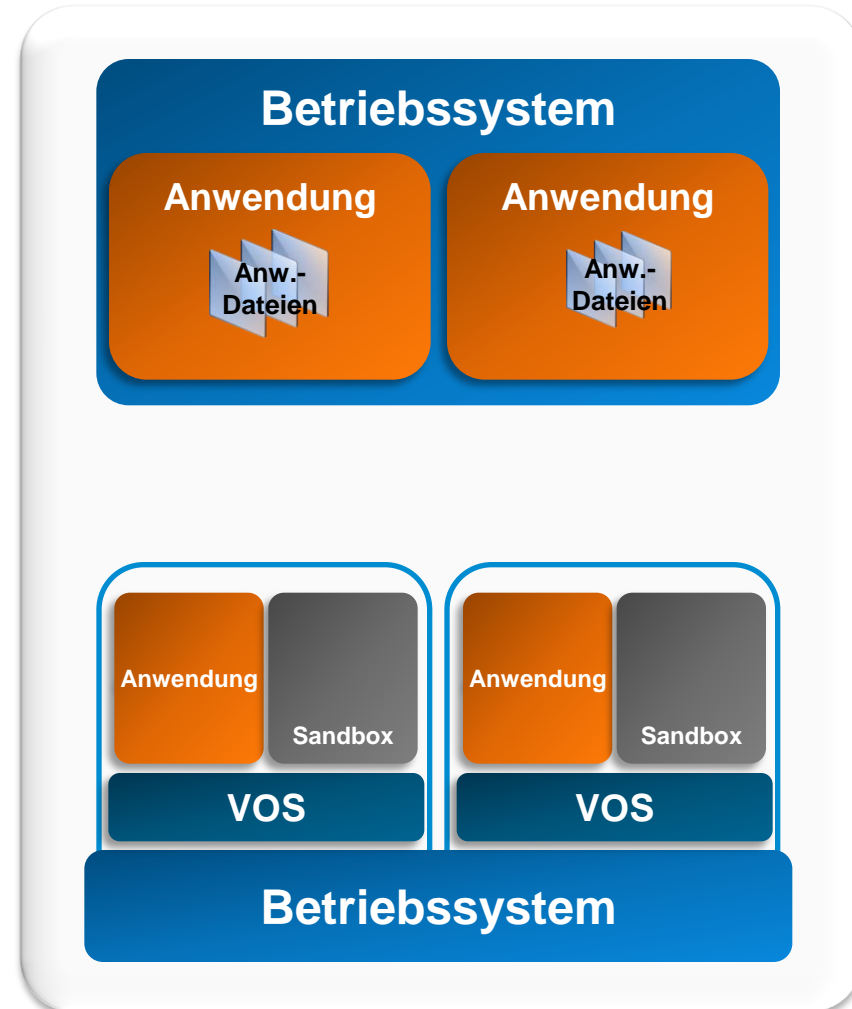 Betriebssystem
Anwendung
Anw.-
Dateien
Anwendung
Anw.-
Dateien
Anwendung
Sandbox
VOS
Anwendung
Sandbox
VOS
Betriebssystem